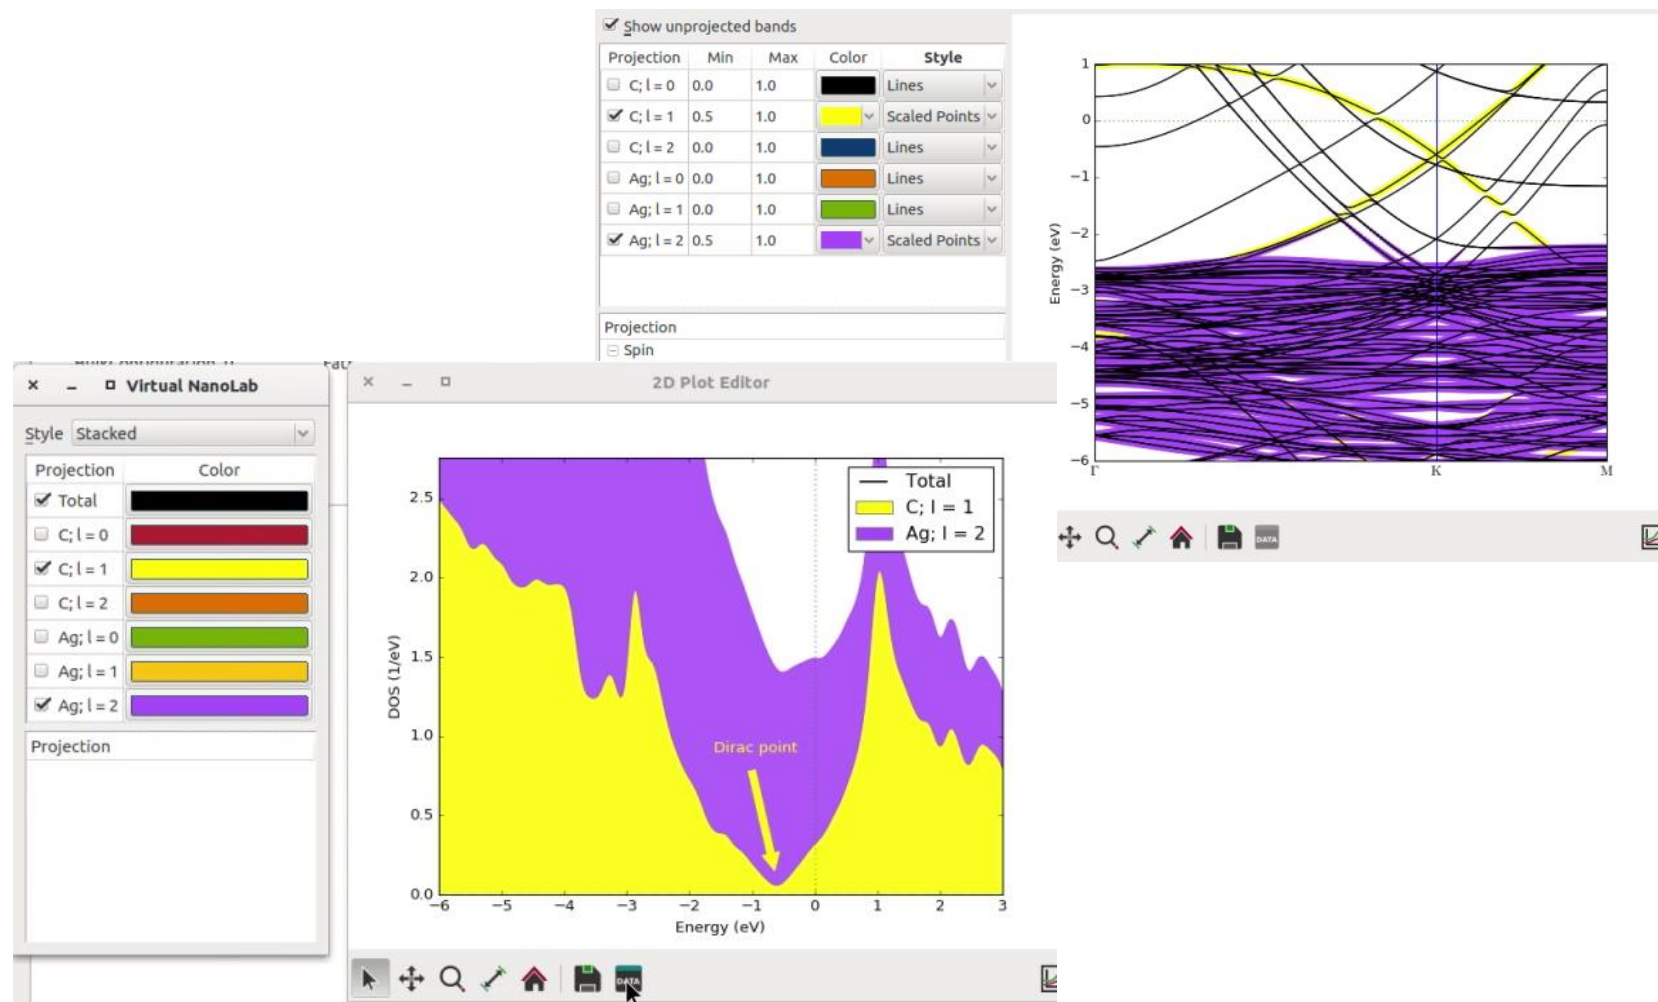 Show unprojected bands
Projection Min Max Color Style
C; l = 0 0.0 1.0 Lines
C; l = 1 0.5 1.0 Scaled Points
C; l = 2 0.0 1.0 Lines
Ag; l = 0 0.0 1.0 Lines
Ag; l = 1 0.0 1.0 Lines
Ag; l = 2 0.5 1.0 Scaled Points
Projection
Spin
1
0
−1
−2
−3
−4
−5
−6
Energy (eV)
Γ K M
DATA
Virtual NanoLab
Style Stacked
Projection Color
Total
C; l = 0
C; l = 1
C; l = 2
Ag; l = 0
Ag; l = 1
Ag; l = 2
Projection
2D Plot Editor
Total
C; l = 1
Ag; l = 2
2.5
2.0
1.5
1.0
0.5
0.0
DOS (1/eV)
Dirac point
−6 −5 −4 −3 −2 −1 0 1 2 3
Energy (eV)
DATA